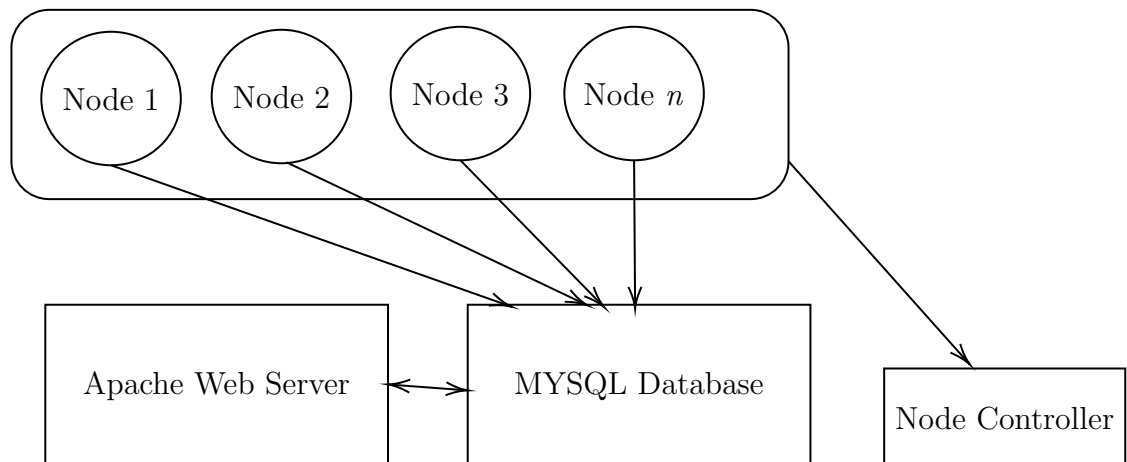 Node 1
Node 2
Node 3
Node n
Apache Web Server
MYSQL Database
Node Controller